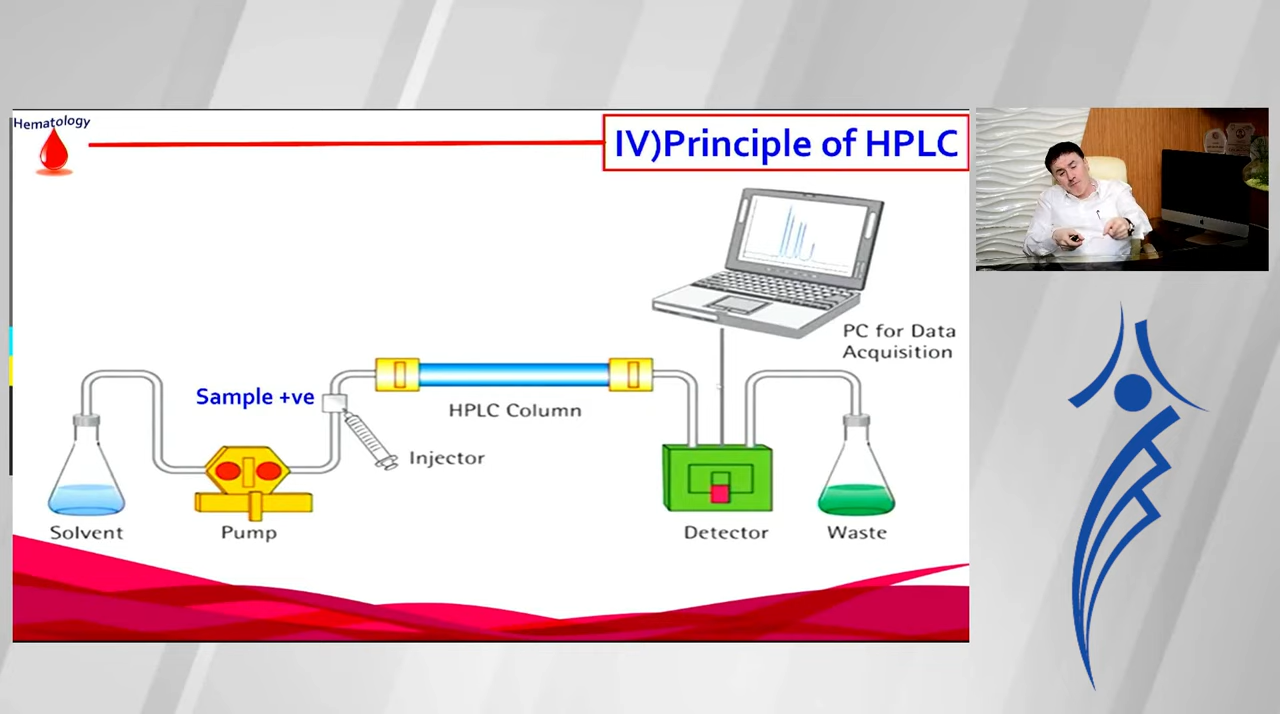 Hematology
IV)Principle of HPLC
PC for Data
Acquisition
Sample +ve
HPLC Column
Injector
Solvent
Pump
Detector
Waste